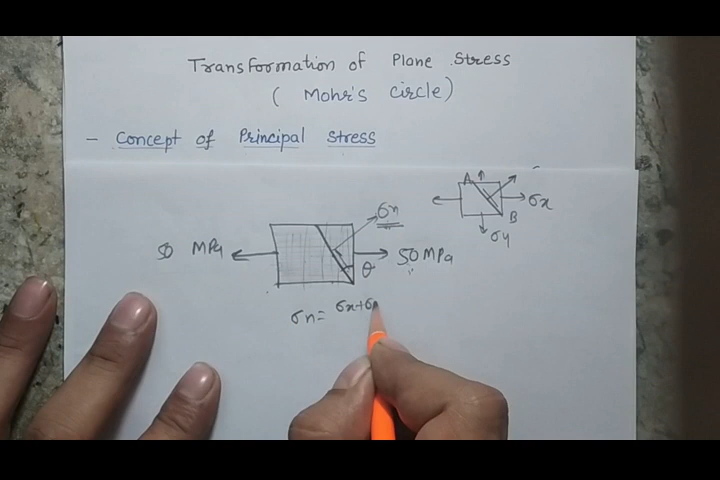 Transformation of Plane Stress
( Mohr's circle)
- Concept of Principal stress
A
σx
B
σy
σn
50 MPa
50 MPa
θ
σn = σx+σ